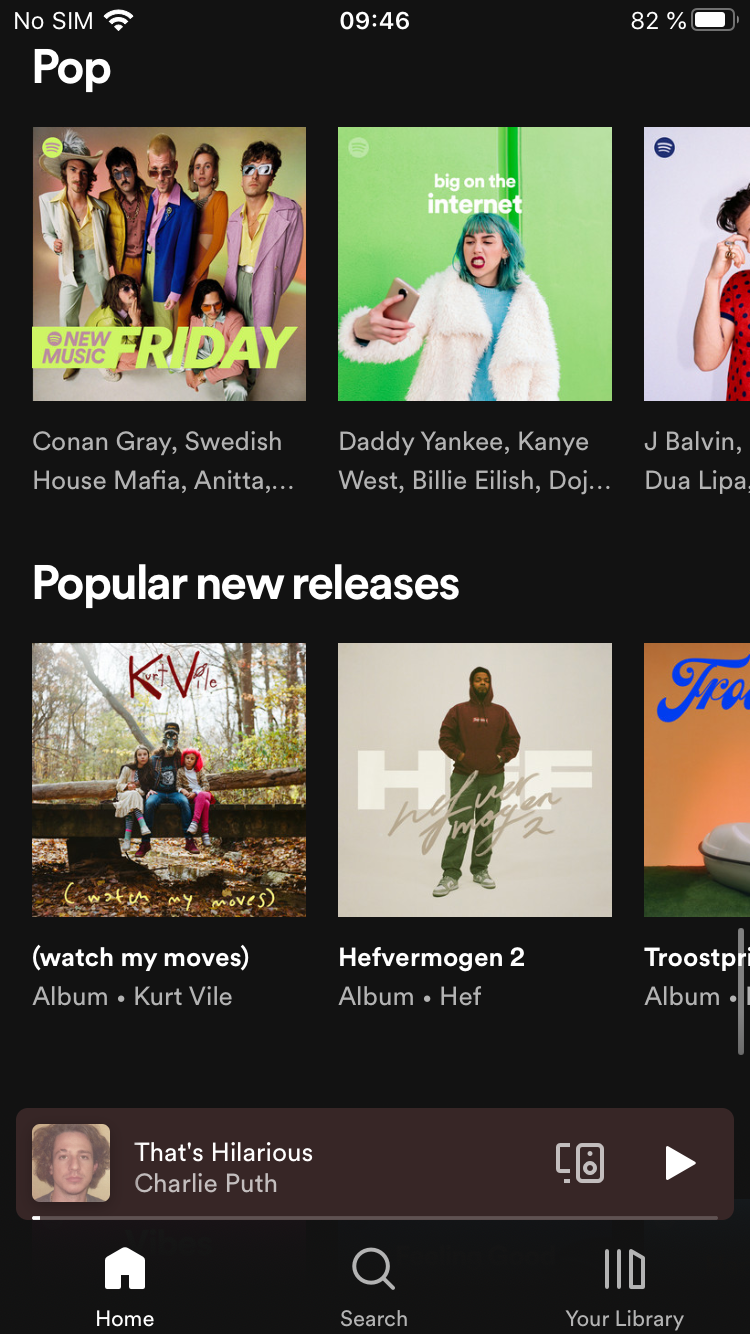 No SIM 09:46 82 %
Pop
NEW
MUSIC FRIDAY
big on the
internet
Conan Gray, Swedish
House Mafia, Anitta,...
Daddy Yankee, Kanye
West, Billie Eilish, Doj...
J Balvin,
Dua Lipa,
Popular new releases
Kurt Vile
(watch my moves)
HEF
hefvermogen 2
Troo
(watch my moves)
Album • Kurt Vile
Hefvermogen 2
Album • Hef
Troostpri
Album •
That's Hilarious
Charlie Puth
Home
Search
Your Library